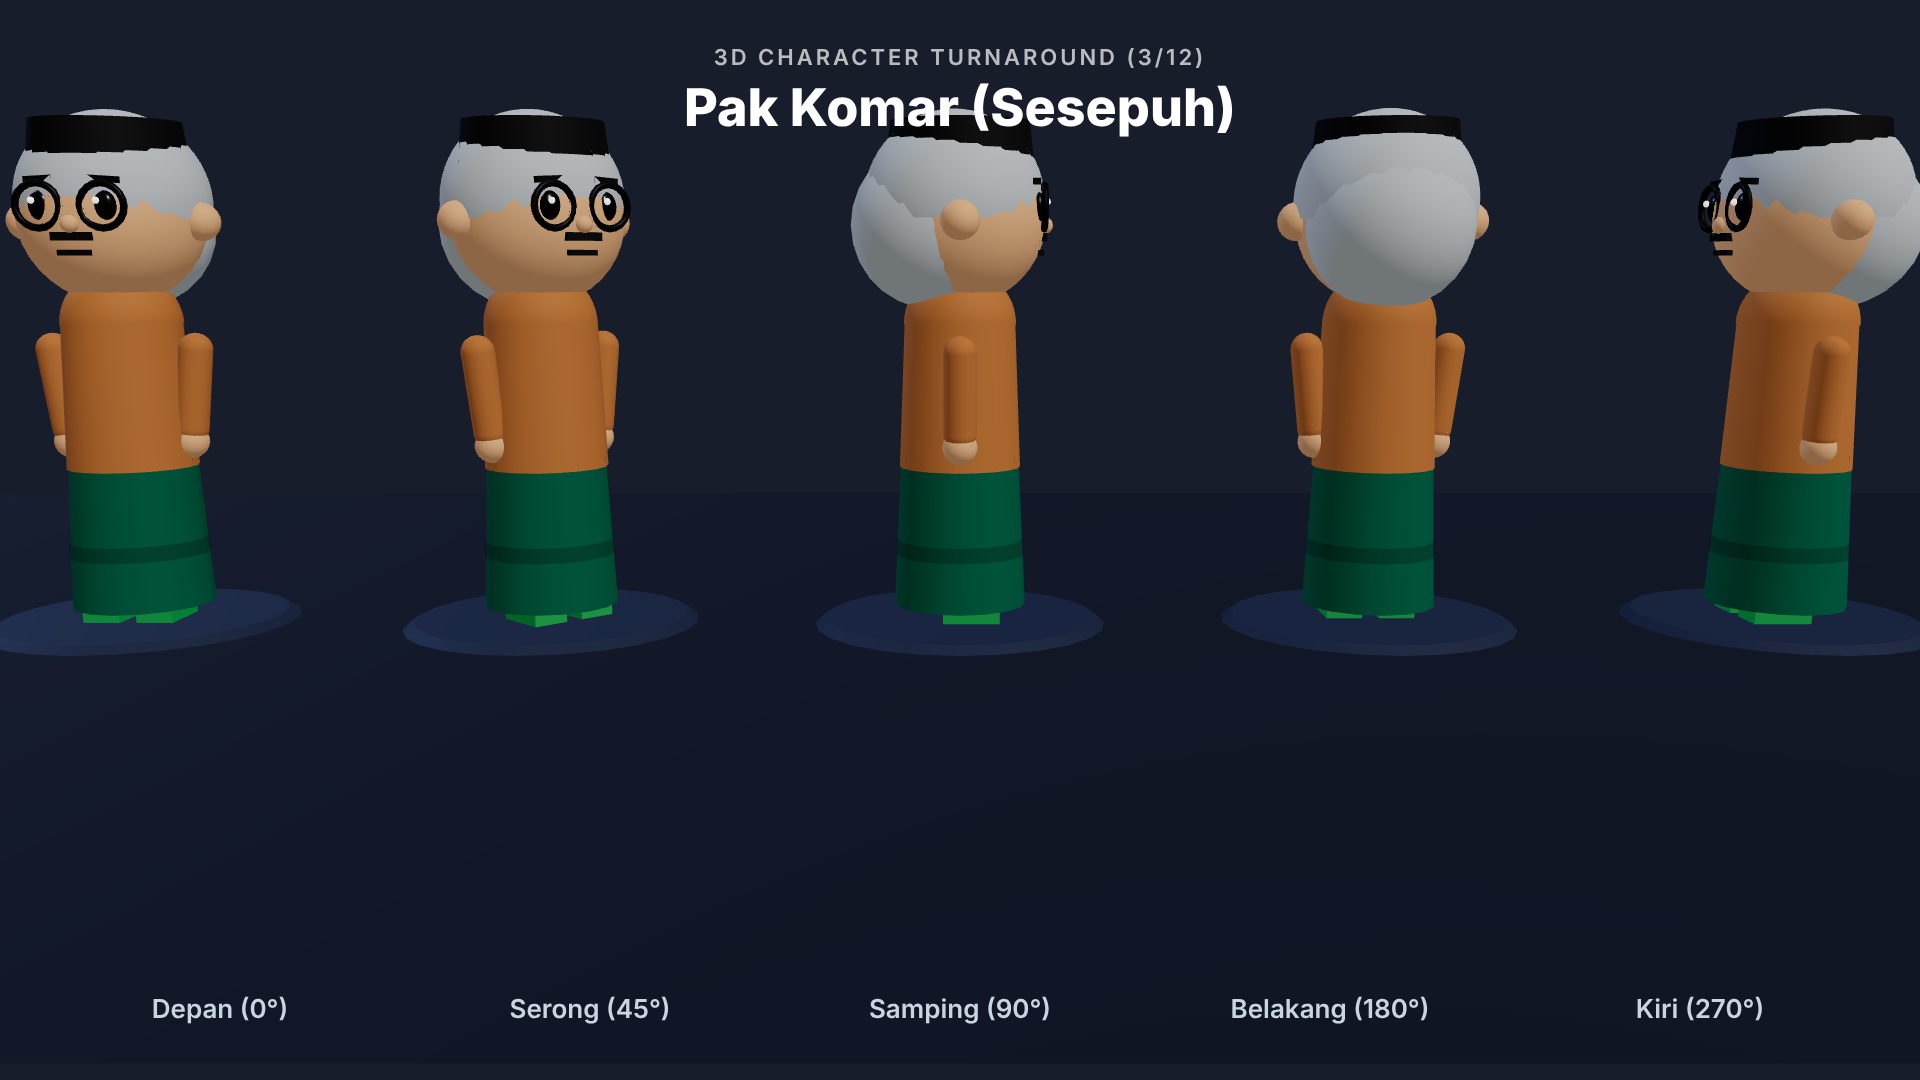 3D CHARACTER TURNAROUND (3/12)
Pak Komar (Sesepuh)
Depan (0°)
Serong (45°)
Samping (90°)
Belakang (180°)
Kiri (270°)